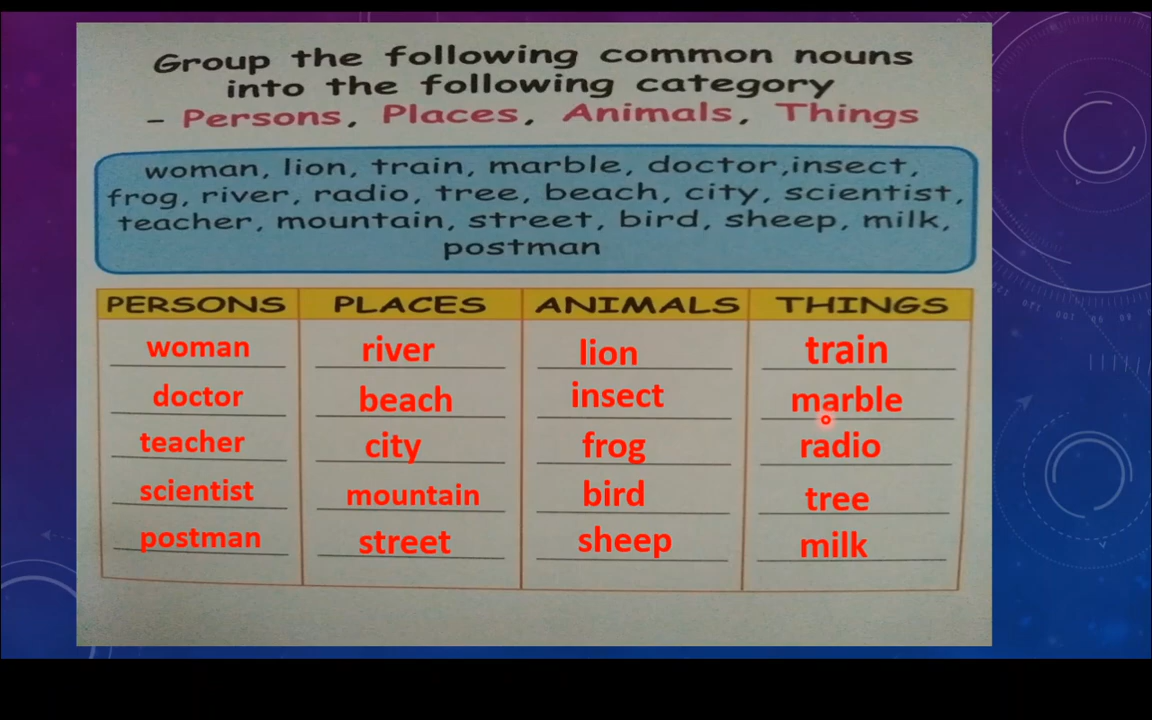 Group the following common nouns
into the following category
– Persons, Places, Animals, Things
woman, lion, train, marble, doctor,insect,
frog, river, radio, tree, beach, city, scientist,
teacher, mountain, street, bird, sheep, milk,
postman
PERSONS PLACES ANIMALS THINGS
woman river lion train
doctor beach insect marble
teacher city frog radio
scientist mountain bird tree
postman street sheep milk